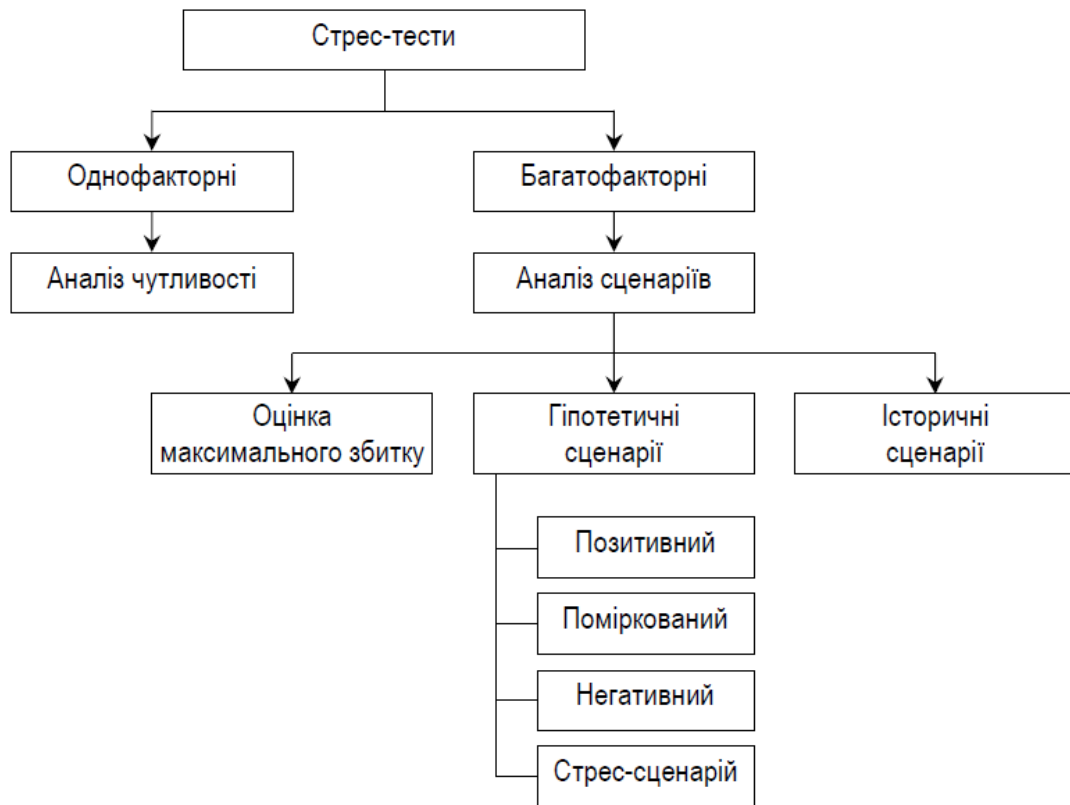 Стрес-тести
Однофакторні
Багатофакторні
Аналіз чутливості
Аналіз сценаріїв
Оцінка
максимального збитку
Гіпотетичні
сценарії
Історичні
сценарії
Позитивний
Поміркований
Негативний
Стрес-сценарій